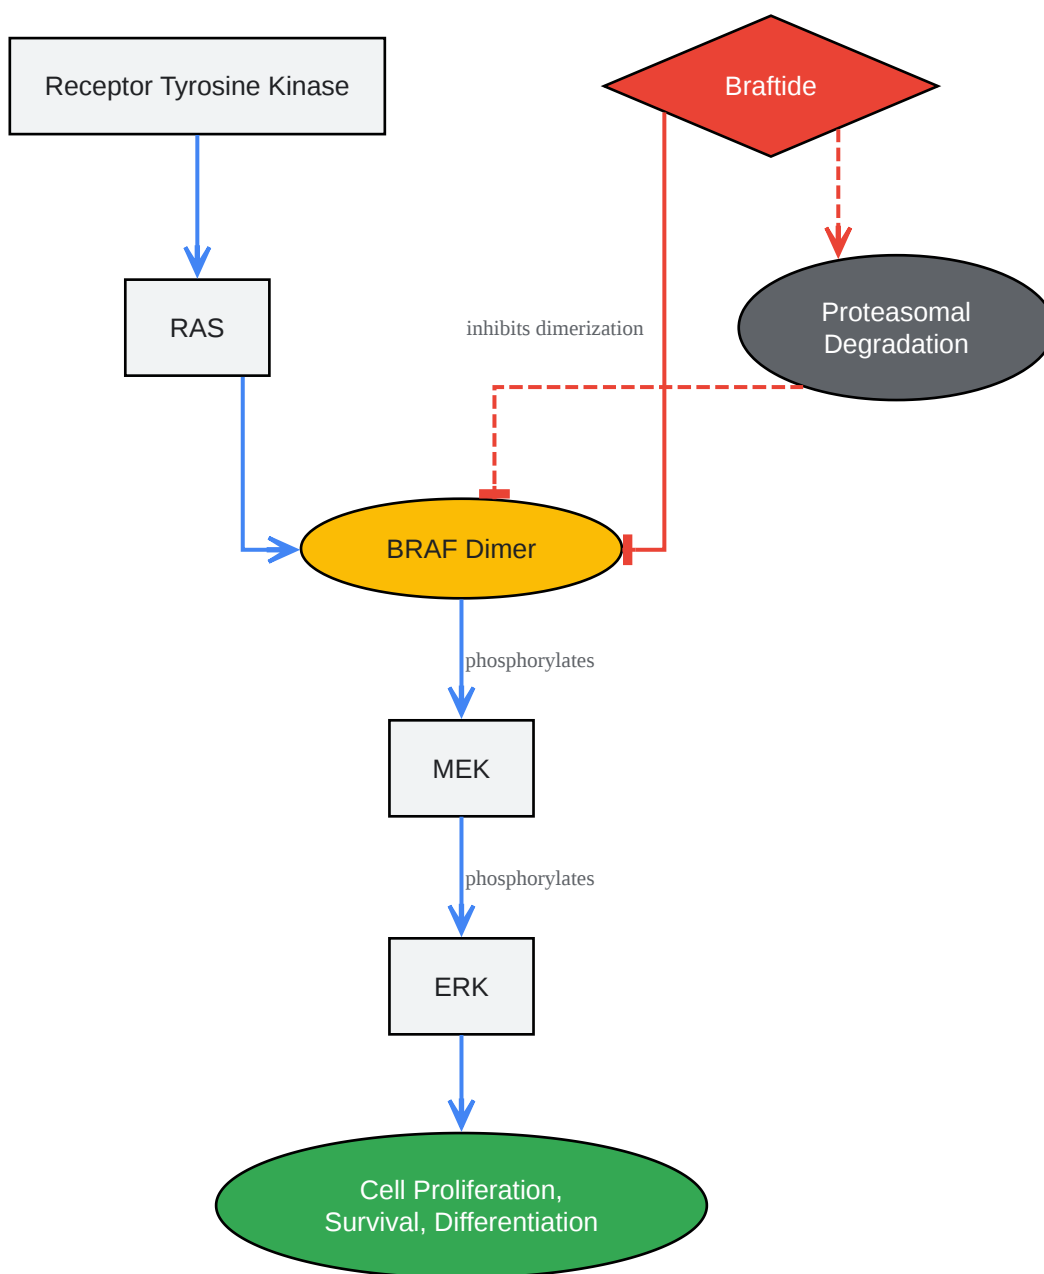 Receptor Tyrosine Kinase
Braftide
RAS
inhibits dimerization
Proteasomal
Degradation
BRAF Dimer
phosphorylates
MEK
phosphorylates
ERK
Cell Proliferation,
Survival, Differentiation